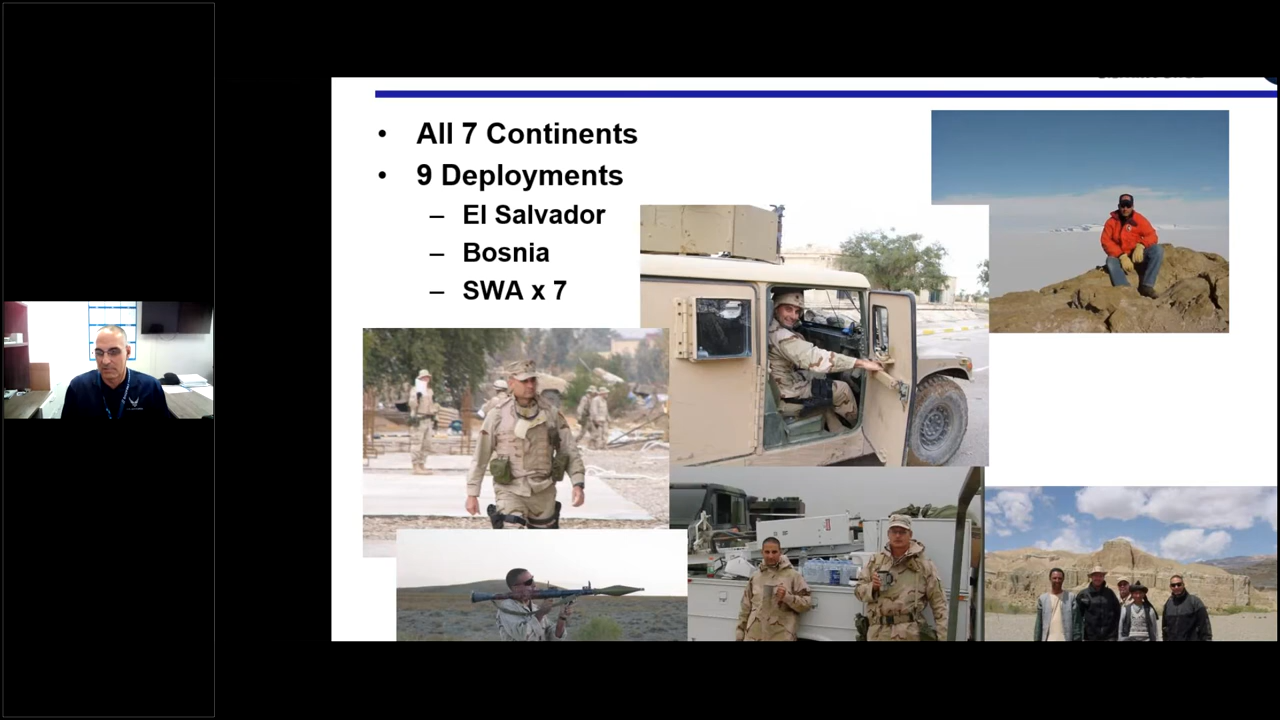 • All 7 Continents
• 9 Deployments
– El Salvador
– Bosnia
– SWA x 7